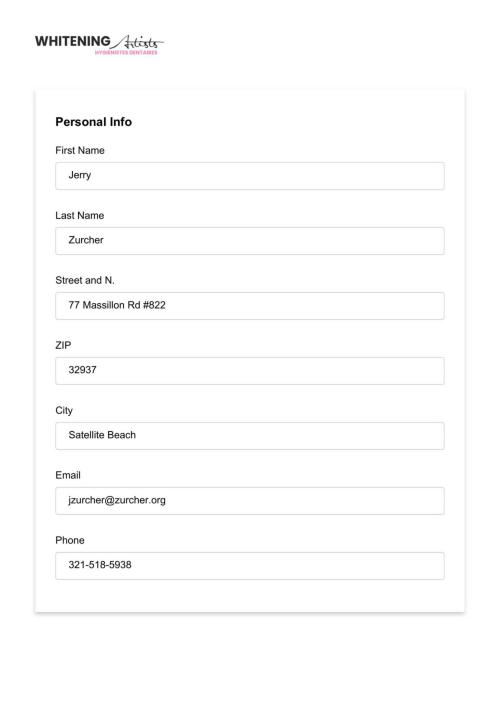 WHITENING Artists
HYGIÉNISTES DENTAIRES
Personal Info
First Name
Jerry
Last Name
Zurcher
Street and N.
77 Massillon Rd #822
ZIP
32937
City
Satellite Beach
Email
jzurcher@zurcher.org
Phone
321-518-5938